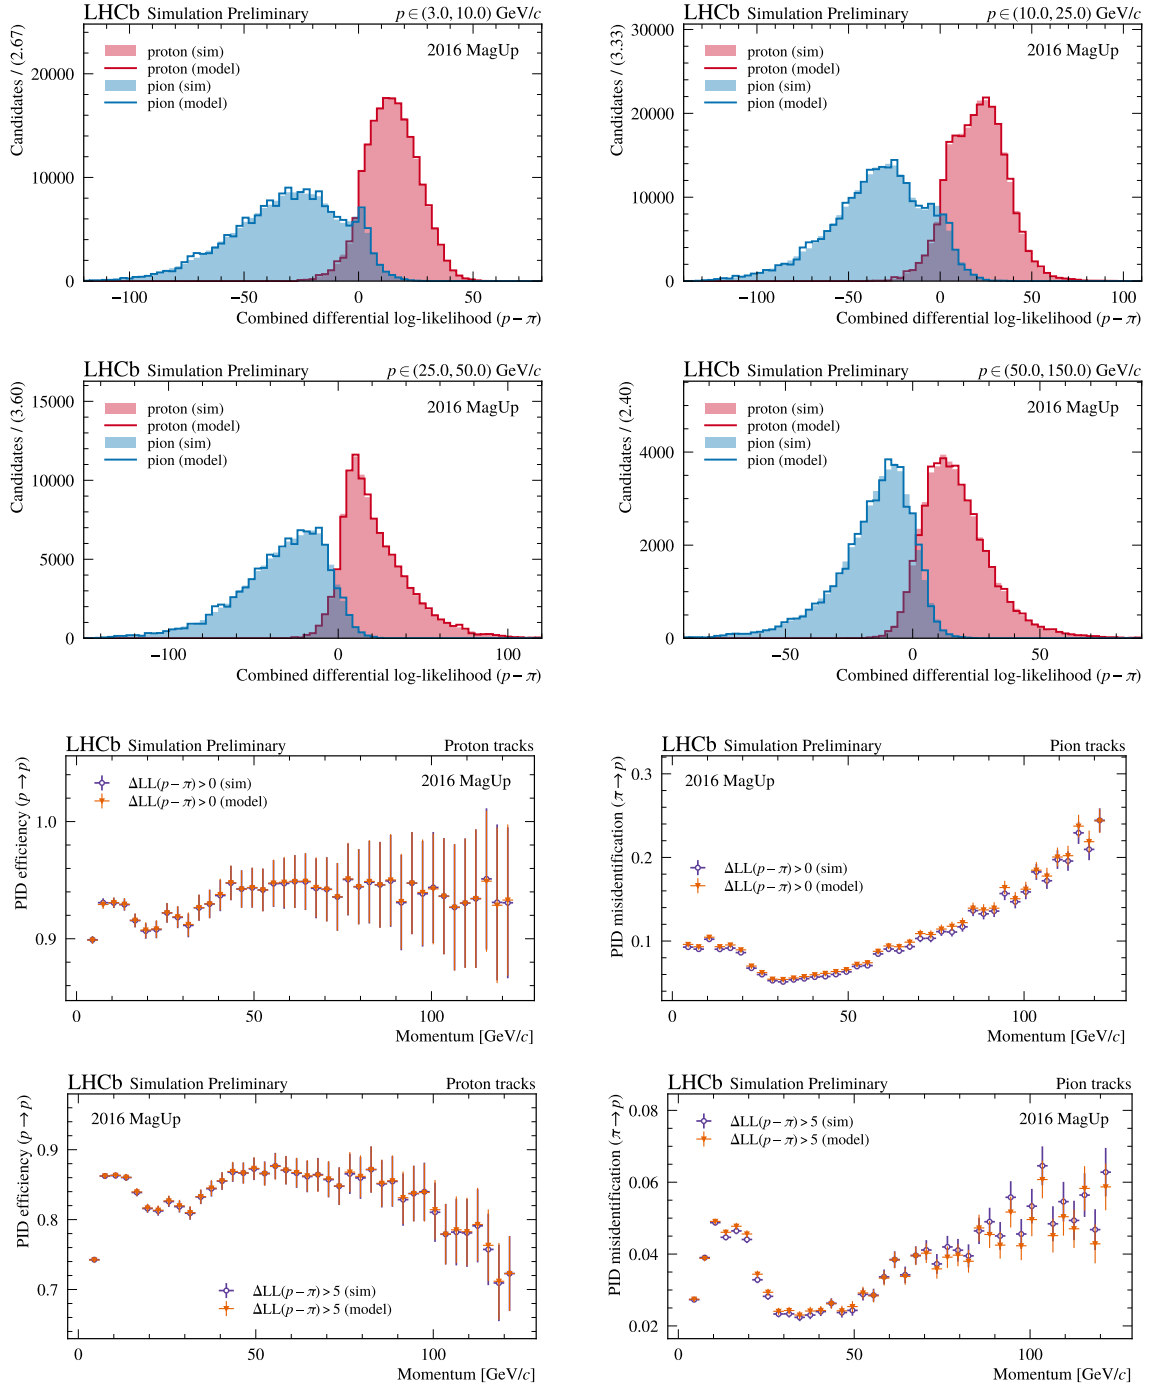 LHCb Simulation Preliminary p ∈ (3.0, 10.0) GeV/c
2016 MagUp
proton (sim)
proton (model)
pion (sim)
pion (model)
Candidates / (2.67)
20000
10000
0
−100 −50 0 50
Combined differential log-likelihood (p − π)
LHCb Simulation Preliminary p ∈ (10.0, 25.0) GeV/c
2016 MagUp
proton (sim)
proton (model)
pion (sim)
pion (model)
Candidates / (3.33)
30000
20000
10000
0
−100 −50 0 50 100
Combined differential log-likelihood (p − π)
LHCb Simulation Preliminary p ∈ (25.0, 50.0) GeV/c
2016 MagUp
proton (sim)
proton (model)
pion (sim)
pion (model)
Candidates / (3.60)
15000
10000
5000
0
−100 0 100
Combined differential log-likelihood (p − π)
LHCb Simulation Preliminary p ∈ (50.0, 150.0) GeV/c
2016 MagUp
proton (sim)
proton (model)
pion (sim)
pion (model)
Candidates / (2.40)
4000
2000
0
−50 0 50
Combined differential log-likelihood (p − π)
LHCb Simulation Preliminary Proton tracks
2016 MagUp
ΔLL(p − π) > 0 (sim)
ΔLL(p − π) > 0 (model)
PID efficiency (p → p)
1.0
0.9
0 50 100
Momentum [GeV/c]
LHCb Simulation Preliminary Pion tracks
2016 MagUp
ΔLL(p − π) > 0 (sim)
ΔLL(p − π) > 0 (model)
PID misidentification (π → p)
0.3
0.2
0.1
0 50 100
Momentum [GeV/c]
LHCb Simulation Preliminary Proton tracks
2016 MagUp
ΔLL(p − π) > 5 (sim)
ΔLL(p − π) > 5 (model)
PID efficiency (p → p)
0.9
0.8
0.7
0 50 100
Momentum [GeV/c]
LHCb Simulation Preliminary Pion tracks
2016 MagUp
ΔLL(p − π) > 5 (sim)
ΔLL(p − π) > 5 (model)
PID misidentification (π → p)
0.08
0.06
0.04
0.02
0 50 100
Momentum [GeV/c]